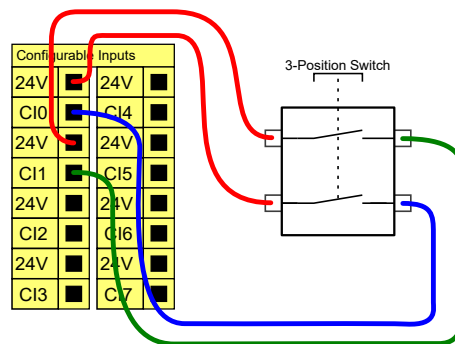 Configurable Inputs
3-Position Switch
24V 24V
CI0 CI4
24V 24V
CI1 CI5
24V 24V
CI2 CI6
24V 24V
CI3 CI7